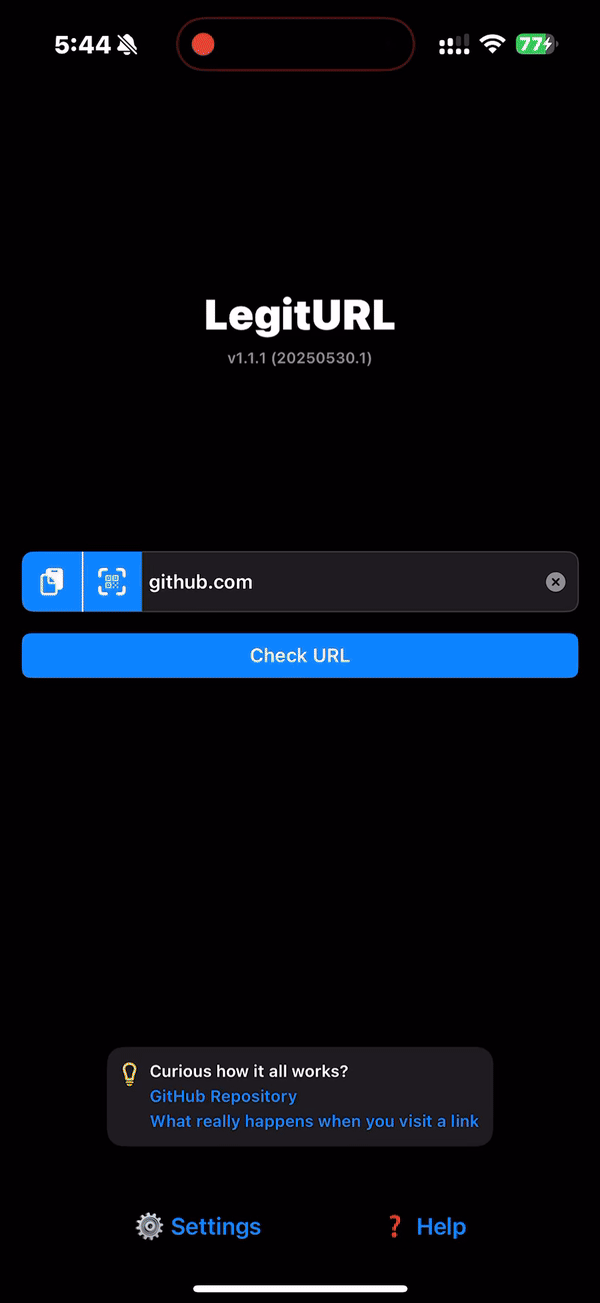 5:44
77
LegitURL
v1.1.1 (20250530.1)
github.com
Check URL
Curious how it all works?
GitHub Repository
What really happens when you visit a link
Settings
Help